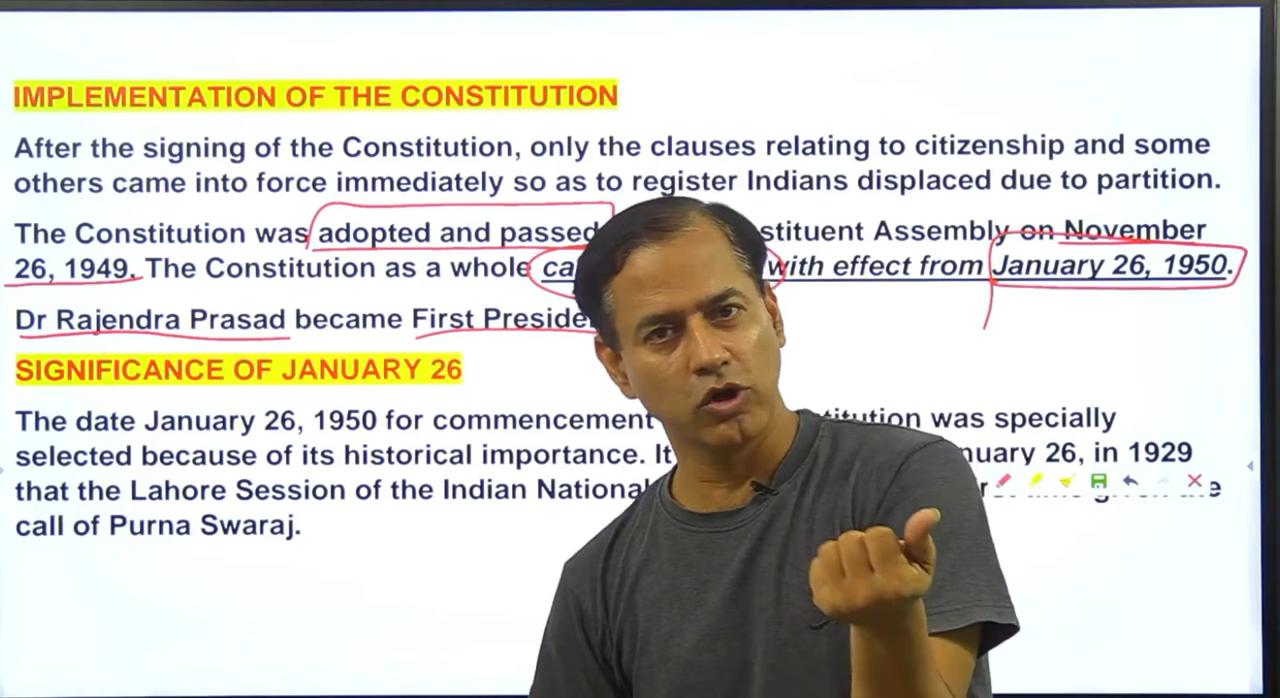 IMPLEMENTATION OF THE CONSTITUTION
After the signing of the Constitution, only the clauses relating to citizenship and some
others came into force immediately so as to register Indians displaced due to partition.
The Constitution was adopted and passed stituent Assembly on November
26, 1949. The Constitution as a whole ca with effect from January 26, 1950.
Dr Rajendra Prasad became First Preside
SIGNIFICANCE OF JANUARY 26
The date January 26, 1950 for commencement titution was specially
selected because of its historical importance. It nuary 26, in 1929
that the Lahore Session of the Indian National
call of Purna Swaraj.